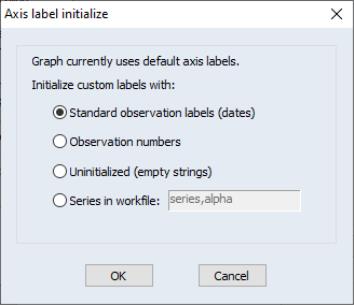 Axis label initialize
Graph currently uses default axis labels.
Initialize custom labels with:
Standard observation labels (dates)
Observation numbers
Uninitialized (empty strings)
Series in workfile: series,alpha
OK Cancel